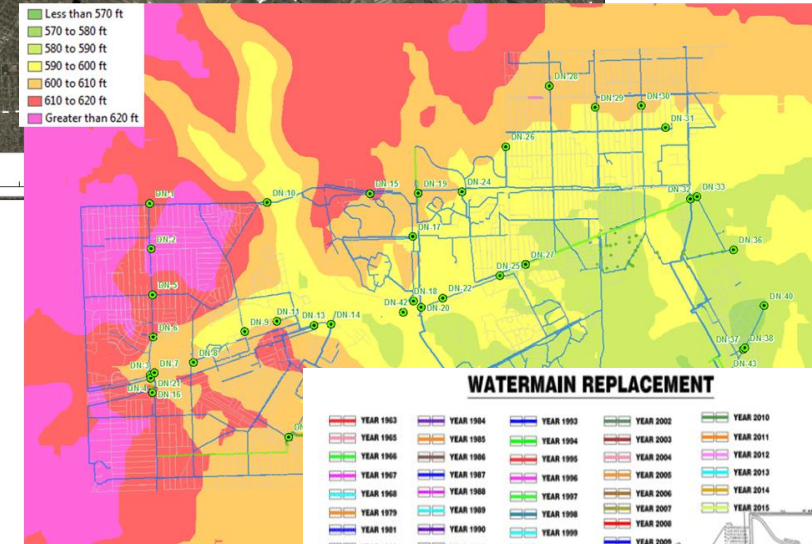 Less than 570 ft
570 to 580 ft
580 to 590 ft
590 to 600 ft
600 to 610 ft
610 to 620 ft
Greater than 620 ft
DN-28
DN-29
DN-30
DN-31
DN-26
DN-1
DN-10
DN-15
DN-19
DN-24
DN-32
DN-33
DN-2
DN-17
DN-36
DN-27
DN-25
DN-5
DN-18
DN-22
DN-42
DN-20
DN-40
DN-6
DN-9
DN-11
DN-13
DN-14
DN-37
DN-38
DN-43
DN-3
DN-7
DN-8
DN-4
DN-21
DN-16
WATERMAIN REPLACEMENT
YEAR 1963
YEAR 1965
YEAR 1966
YEAR 1967
YEAR 1968
YEAR 1979
YEAR 1981
YEAR 1984
YEAR 1985
YEAR 1986
YEAR 1987
YEAR 1988
YEAR 1989
YEAR 1990
YEAR 1993
YEAR 1994
YEAR 1995
YEAR 1996
YEAR 1997
YEAR 1998
YEAR 1999
YEAR 2002
YEAR 2003
YEAR 2004
YEAR 2005
YEAR 2006
YEAR 2007
YEAR 2008
YEAR 2009
YEAR 2010
YEAR 2011
YEAR 2012
YEAR 2013
YEAR 2014
YEAR 2015